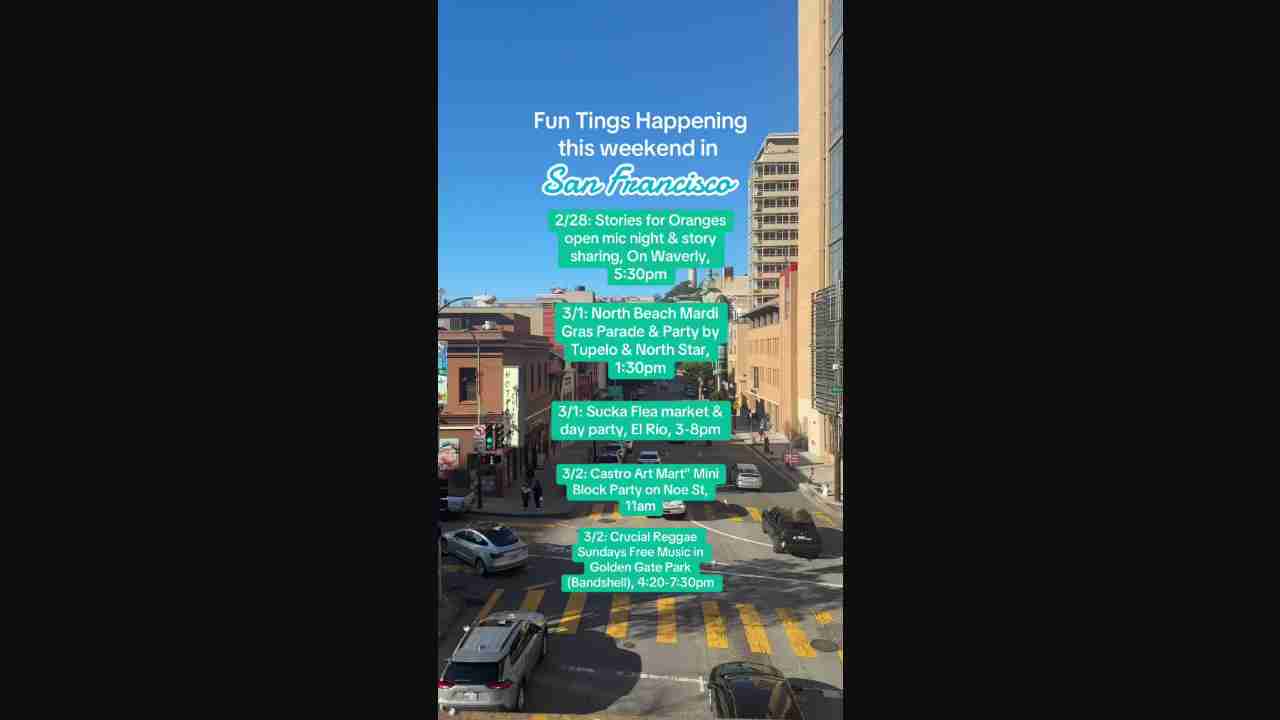 Fun Tings Happening
this weekend in
San Francisco
2/28: Stories for Oranges
open mic night & story
sharing, On Waverly,
5:30pm
3/1: North Beach Mardi
Gras Parade & Party by
Tupelo & North Star,
1:30pm
3/1: Sucka Flea market &
day party, El Rio, 3-8pm
3/2: Castro Art Mart" Mini
Block Party on Noe St,
11am
3/2: Crucial Reggae
Sundays Free Music in
Golden Gate Park
(Bandshell), 4:20-7:30pm